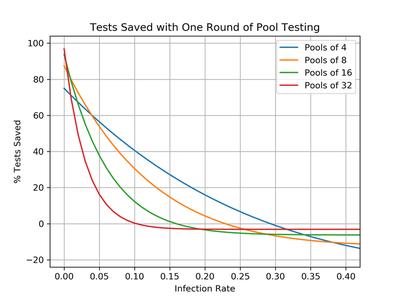 Tests Saved with One Round of Pool Testing
100
80
60
40
20
0
−20
% Tests Saved
Pools of 4
Pools of 8
Pools of 16
Pools of 32
0.00 0.05 0.10 0.15 0.20 0.25 0.30 0.35 0.40
Infection Rate